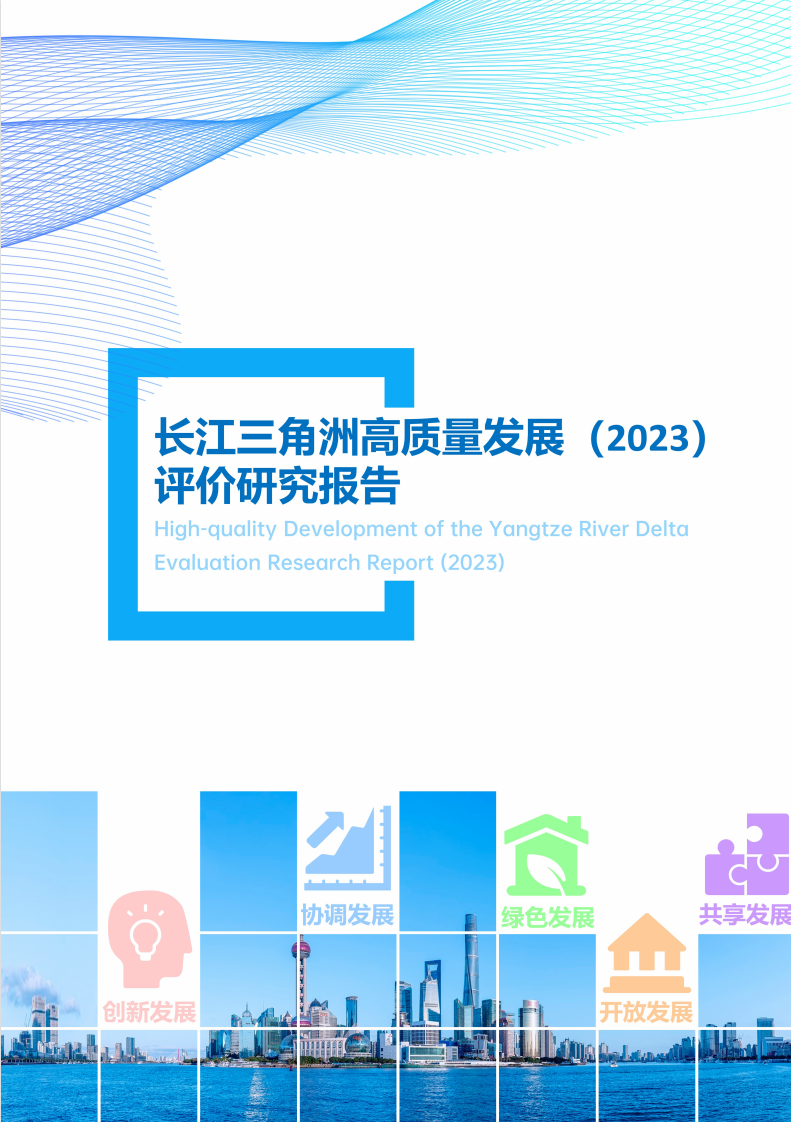 长江三角洲高质量发展（2023）
评价研究报告
High-quality Development of the Yangtze River Delta
Evaluation Research Report (2023)
协调发展
绿色发展
共享发展
创新发展
开放发展